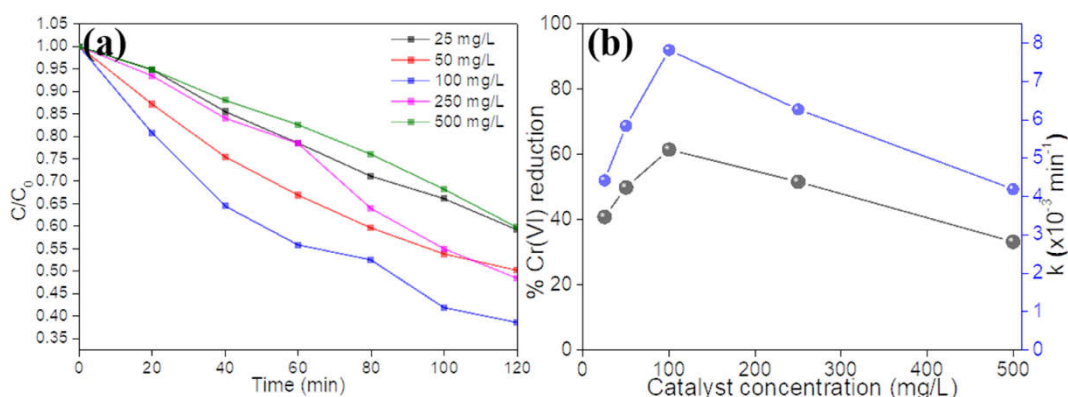 (a)
1.05
1.00
0.95
0.90
0.85
0.80
0.75
0.70
0.65
0.60
0.55
0.50
0.45
0.40
0.35
C/C₀
25 mg/L
50 mg/L
100 mg/L
250 mg/L
500 mg/L
0 20 40 60 80 100 120
Time (min)
(b)
100
80
60
40
20
0
% Cr(VI) reduction
8
7
6
5
4
3
2
1
0
k (x10⁻³ min⁻¹)
0 100 200 300 400 500
Catalyst concentration (mg/L)